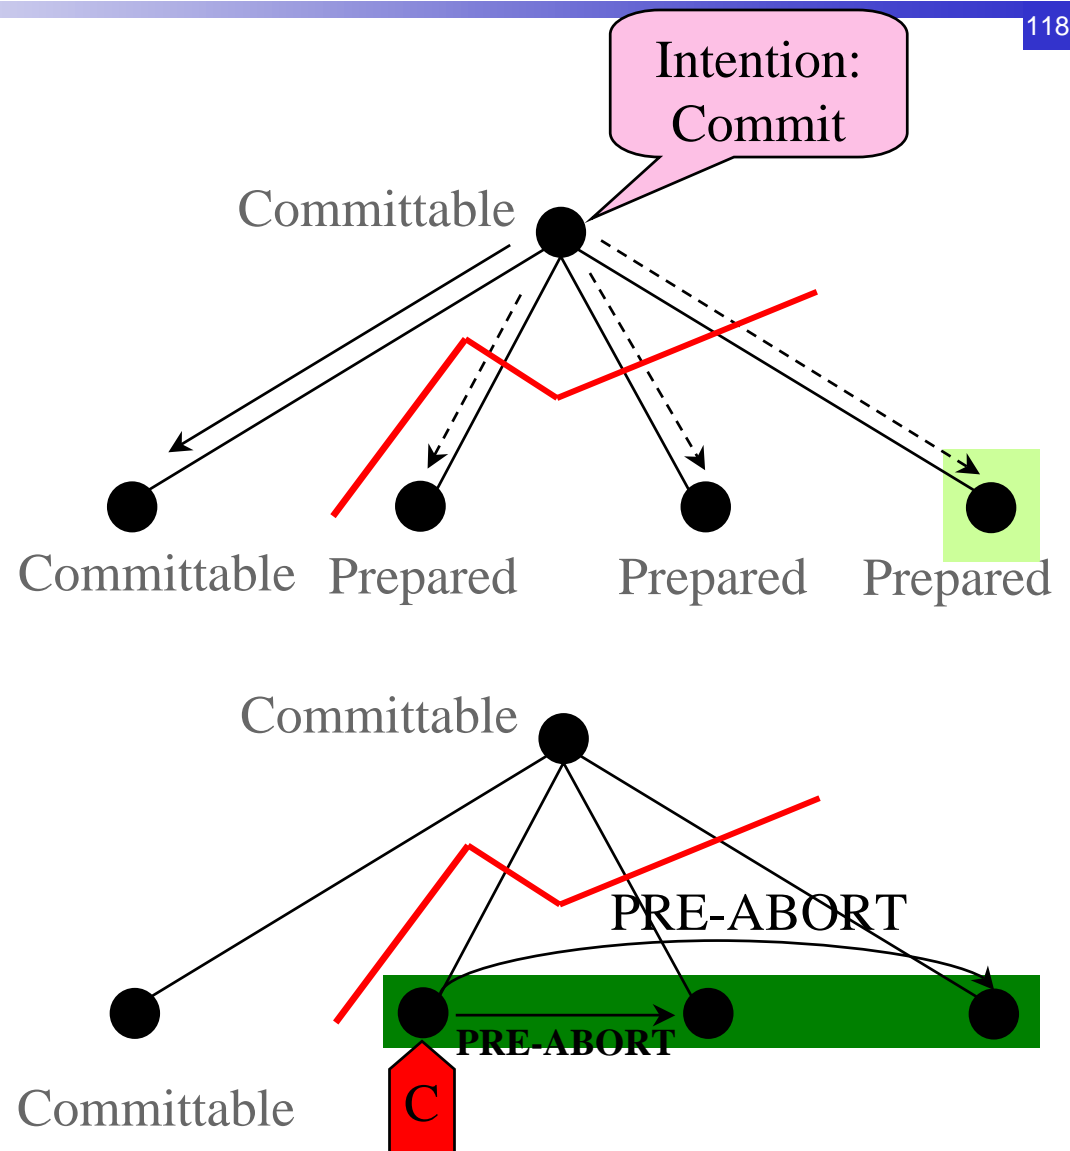 118
Intention:
Commit
Committable
Committable
Prepared
Prepared
Prepared
Committable
PRE-ABORT
PRE-ABORT
C
Committable